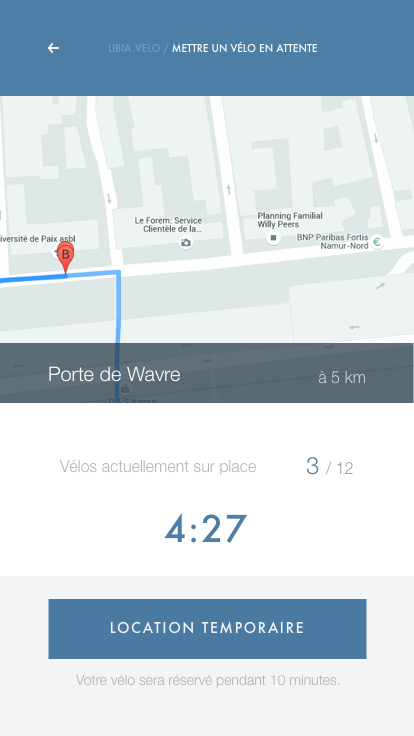 LIBIA.VELO / METTRE UN VÉLO EN ATTENTE
Le Forem: Service
Clientèle de la...
Planning Familial
Willy Peers
iversité de Paix asbl
BNP Paribas Fortis
Namur-Nord
B
Porte de Wavre
à 5 km
Vélos actuellement sur place
3 / 12
4:27
LOCATION TEMPORAIRE
Votre vélo sera réservé pendant 10 minutes.